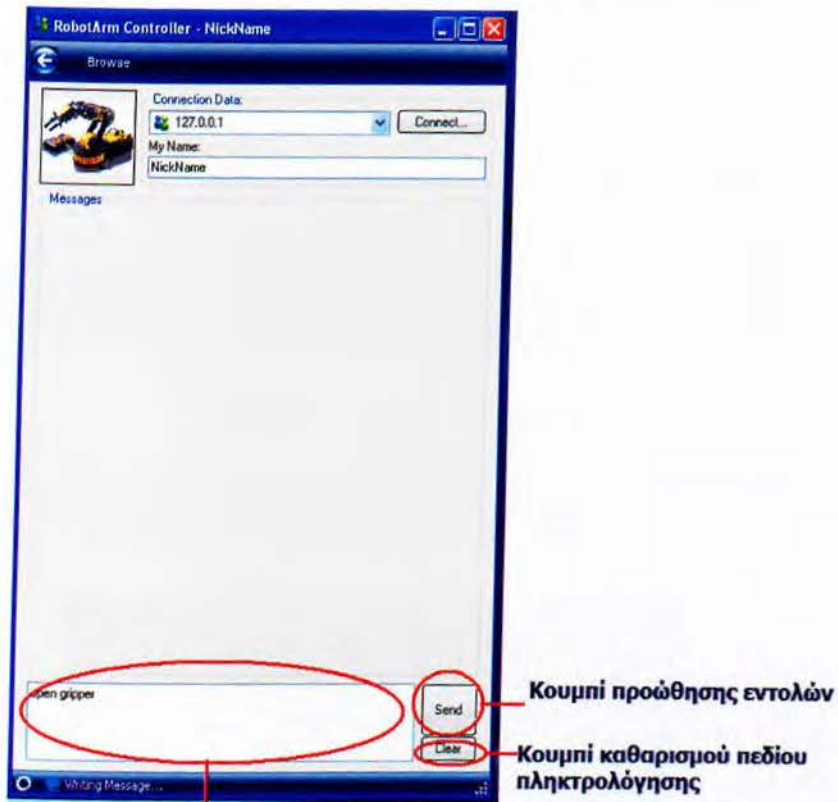 RobotArm Controller - NickName
Browse
Connection Data:
127.0.0.1
Connect...
My Name:
NickName
Messages
open gripper
Send
Clear
Writing Message...
Κουμπί προώθησης εντολών
Κουμπί καθαρισμού πεδίου
πληκτρολόγησης